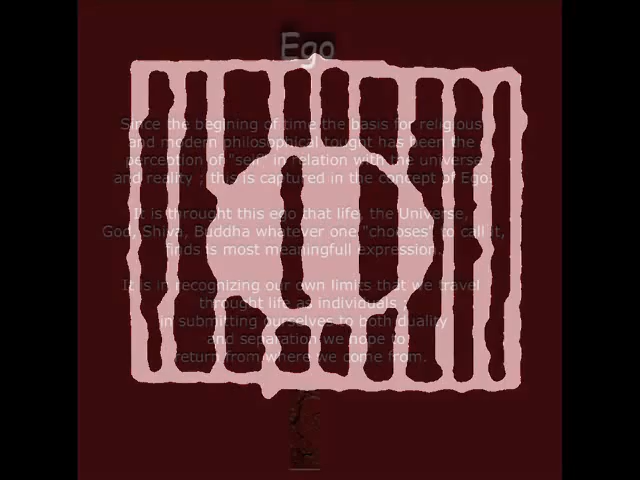 Ego
Since the begining of time the basis for religious
and modern philosophic thought has been the
perception of "self" in relation with the universe
and reality ; this is captured in the concept of Ego.
It is throught this ego that life, the Universe,
God, Shiva, Buddha whatever one "chooses" to call it,
finds is most meaningfull expression.
It is in recognizing our own limits that we travel
throught life as individuals ;
in submitting ourselves to both duality
and separation we hope to
return from where we come from.